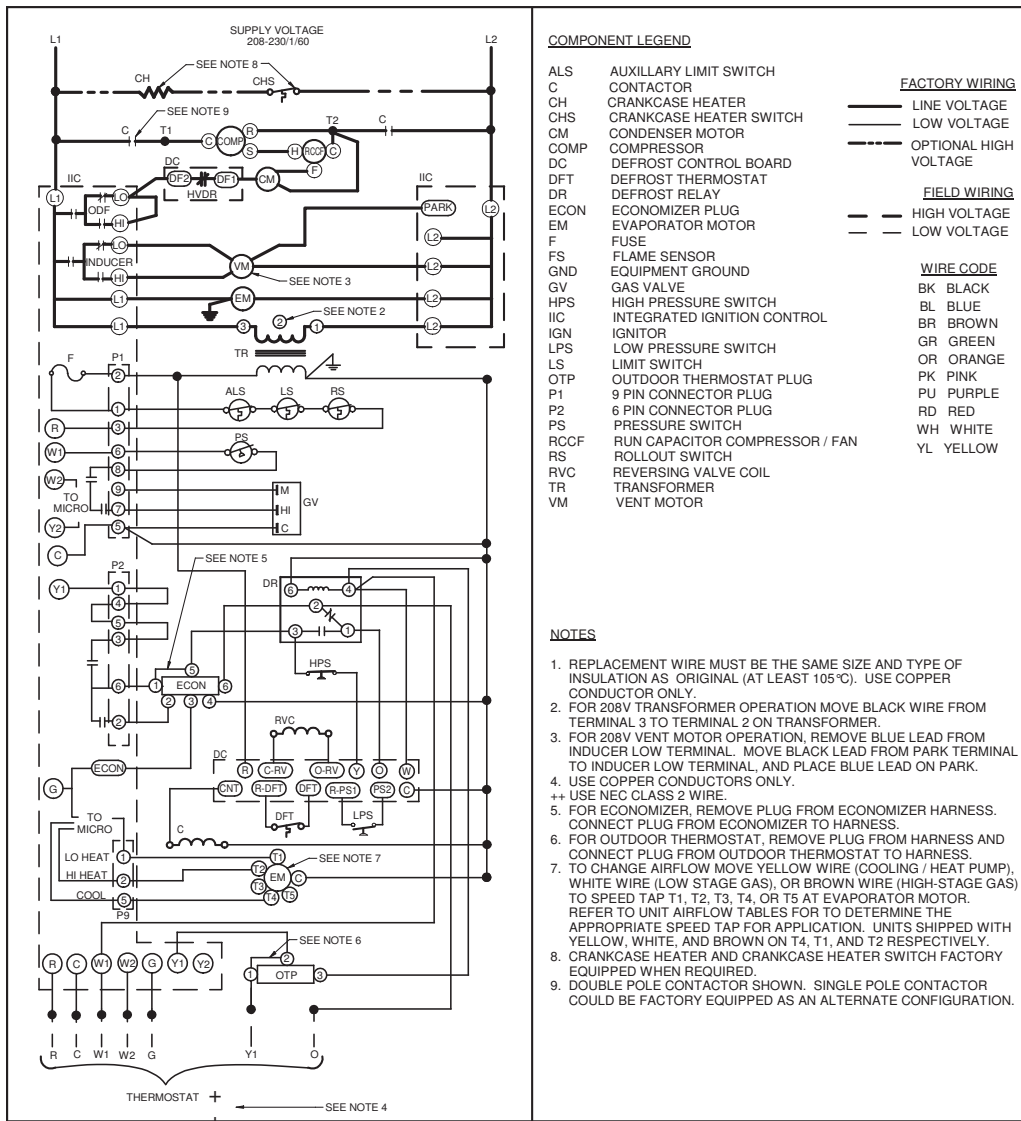 SUPPLY VOLTAGE
208-230/1/60
L1
L2
SEE NOTE 8
CH
CHS
SEE NOTE 9
C
T1
C
COMP
R
S
H
RCCF
C
F
T2
C
DC
DF2
DF1
HVDR
CM
IIC
IIC
L1
LO
ODF
HI
PARK
L2
LO
INDUCER
HI
VM
SEE NOTE 3
L2
L2
L1
EM
L2
L1
3
2
1
SEE NOTE 2
L2
TR
F
P1
2
1
ALS
LS
RS
R
3
W1
6
PS
8
W2
9
M
TO
MICRO
7
HI
GV
Y2
5
C
C
P2
SEE NOTE 5
Y1
1
4
5
3
6
2
DR
6
4
2
3
1
HPS
5
1
ECON
6
2
3
4
RVC
DC
R
C-RV
O-RV
Y
O
W
CNT
R-DFT
DFT
R-PS1
PS2
C
DFT
LPS
ECON
G
TO
MICRO
C
LO HEAT
1
HI HEAT
2
COOL
5
P9
T1
T2
T3
T4
T5
EM
C
SEE NOTE 7
SEE NOTE 6
R
C
W1
W2
G
Y1
Y2
1
2
OTP
3
R
C
W1
W2
G
Y1
O
THERMOSTAT
+
SEE NOTE 4
COMPONENT LEGEND
ALS AUXILLARY LIMIT SWITCH
C CONTACTOR
CH CRANKCASE HEATER
CHS CRANKCASE HEATER SWITCH
CM CONDENSER MOTOR
COMP COMPRESSOR
DC DEFROST CONTROL BOARD
DFT DEFROST THERMOSTAT
DR DEFROST RELAY
ECON ECONOMIZER PLUG
EM EVAPORATOR MOTOR
F FUSE
FS FLAME SENSOR
GND EQUIPMENT GROUND
GV GAS VALVE
HPS HIGH PRESSURE SWITCH
IIC INTEGRATED IGNITION CONTROL
IGN IGNITOR
LPS LOW PRESSURE SWITCH
LS LIMIT SWITCH
OTP OUTDOOR THERMOSTAT PLUG
P1 9 PIN CONNECTOR PLUG
P2 6 PIN CONNECTOR PLUG
PS PRESSURE SWITCH
RCCF RUN CAPACITOR COMPRESSOR / FAN
RS ROLLOUT SWITCH
RVC REVERSING VALVE COIL
TR TRANSFORMER
VM VENT MOTOR
FACTORY WIRING
LINE VOLTAGE
LOW VOLTAGE
OPTIONAL HIGH
VOLTAGE
FIELD WIRING
HIGH VOLTAGE
LOW VOLTAGE
WIRE CODE
BK BLACK
BL BLUE
BR BROWN
GR GREEN
OR ORANGE
PK PINK
PU PURPLE
RD RED
WH WHITE
YL YELLOW
NOTES
1. REPLACEMENT WIRE MUST BE THE SAME SIZE AND TYPE OF
INSULATION AS ORIGINAL (AT LEAST 105°C). USE COPPER
CONDUCTOR ONLY.
2. FOR 208V TRANSFORMER OPERATION MOVE BLACK WIRE FROM
TERMINAL 3 TO TERMINAL 2 ON TRANSFORMER.
3. FOR 208V VENT MOTOR OPERATION, REMOVE BLUE LEAD FROM
INDUCER LOW TERMINAL. MOVE BLACK LEAD FROM PARK TERMINAL
TO INDUCER LOW TERMINAL, AND PLACE BLUE LEAD ON PARK.
4. USE COPPER CONDUCTORS ONLY.
++ USE NEC CLASS 2 WIRE.
5. FOR ECONOMIZER, REMOVE PLUG FROM ECONOMIZER HARNESS.
CONNECT PLUG FROM ECONOMIZER TO HARNESS.
6. FOR OUTDOOR THERMOSTAT, REMOVE PLUG FROM HARNESS AND
CONNECT PLUG FROM OUTDOOR THERMOSTAT TO HARNESS.
7. TO CHANGE AIRFLOW MOVE YELLOW WIRE (COOLING / HEAT PUMP),
WHITE WIRE (LOW STAGE GAS), OR BROWN WIRE (HIGH-STAGE GAS)
TO SPEED TAP T1, T2, T3, T4, OR T5 AT EVAPORATOR MOTOR.
REFER TO UNIT AIRFLOW TABLES FOR TO DETERMINE THE
APPROPRIATE SPEED TAP FOR APPLICATION. UNITS SHIPPED WITH
YELLOW, WHITE, AND BROWN ON T4, T1, AND T2 RESPECTIVELY.
8. CRANKCASE HEATER AND CRANKCASE HEATER SWITCH FACTORY
EQUIPPED WHEN REQUIRED.
9. DOUBLE POLE CONTACTOR SHOWN. SINGLE POLE CONTACTOR
COULD BE FACTORY EQUIPPED AS AN ALTERNATE CONFIGURATION.